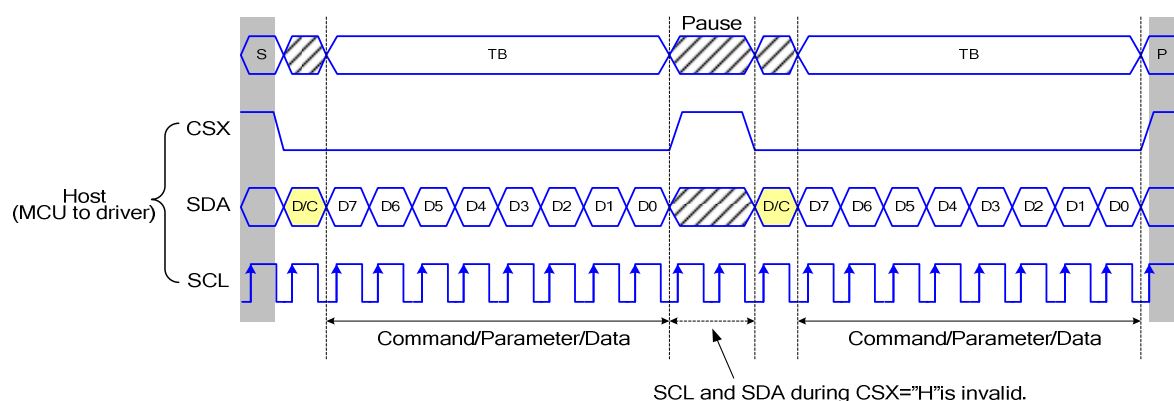 Pause
S TB TB P
CSX
Host
(MCU to driver)
SDA D/C D7 D6 D5 D4 D3 D2 D1 D0 D/C D7 D6 D5 D4 D3 D2 D1 D0
SCL
Command/Parameter/Data Command/Parameter/Data
SCL and SDA during CSX="H"is invalid.